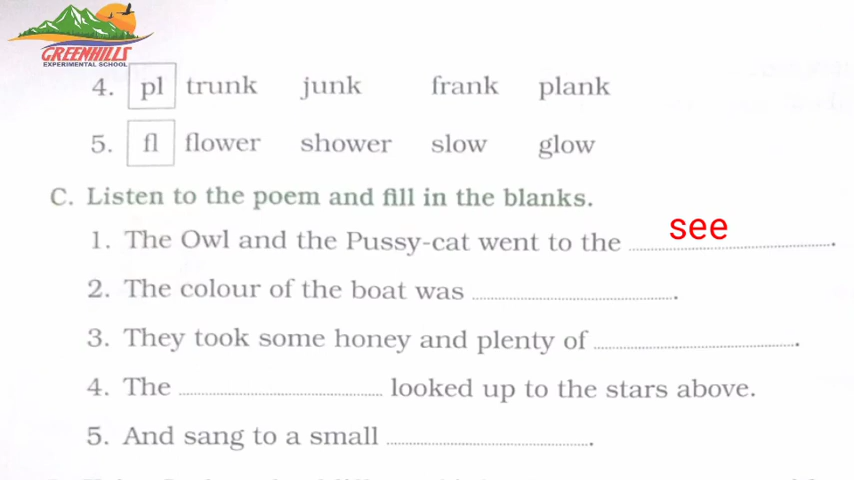 GREENHILLS
EXPERIMENTAL SCHOOL
4. pl trunk junk frank plank
5. fl flower shower slow glow
C. Listen to the poem and fill in the blanks.
1. The Owl and the Pussy-cat went to the see.
2. The colour of the boat was ....................
3. They took some honey and plenty of ....................
4. The .................... looked up to the stars above.
5. And sang to a small ....................